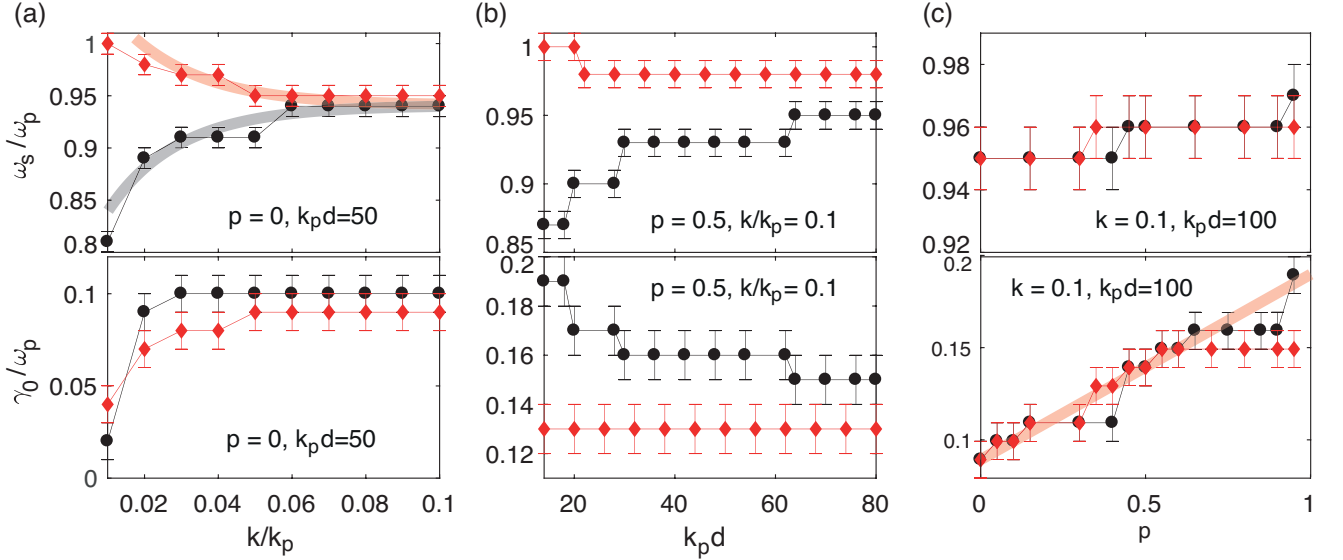 (a)
(b)
(c)
1
0.95
0.9
0.85
0.8
ωs/ωp
p = 0, kpd=50
1
0.95
0.9
0.85
p = 0.5, k/kp= 0.1
0.98
0.96
0.94
0.92
k = 0.1, kpd=100
0.1
0.05
0
γ0/ωp
p = 0, kpd=50
0.02
0.04
0.06
0.08
0.1
k/kp
0.2
0.18
0.16
0.14
0.12
p = 0.5, k/kp= 0.1
20
40
60
80
kpd
0.2
0.15
0.1
k = 0.1, kpd=100
0
0.5
1
p